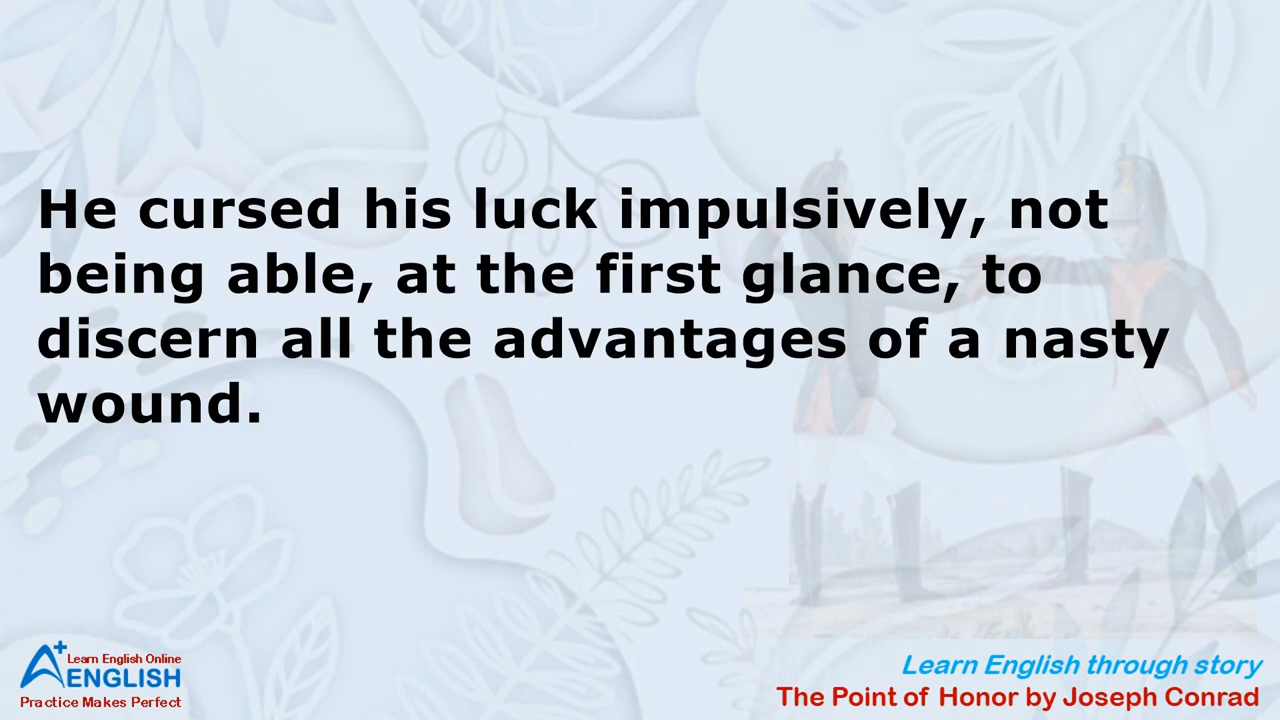 He cursed his luck impulsively, not
being able, at the first glance, to
discern all the advantages of a nasty
wound.
A+
Learn English Online
ENGLISH
Practice Makes Perfect
Learn English through story
The Point of Honor by Joseph Conrad